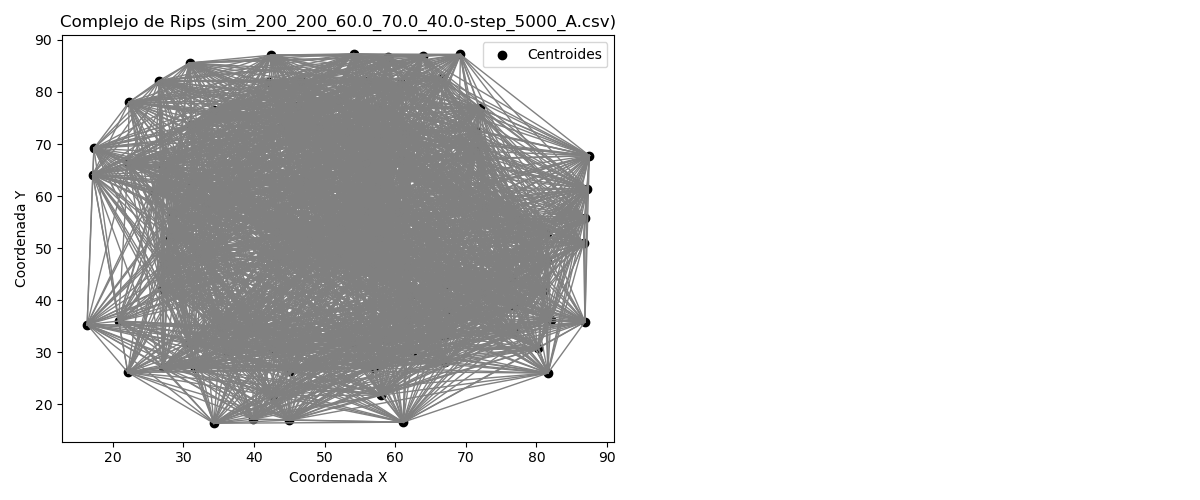 Complejo de Rips (sim_200_200_60.0_70.0_40.0-step_5000_A.csv)
Centroides
90
80
70
60
50
40
30
20
Coordenada Y
20 30 40 50 60 70 80 90
Coordenada X